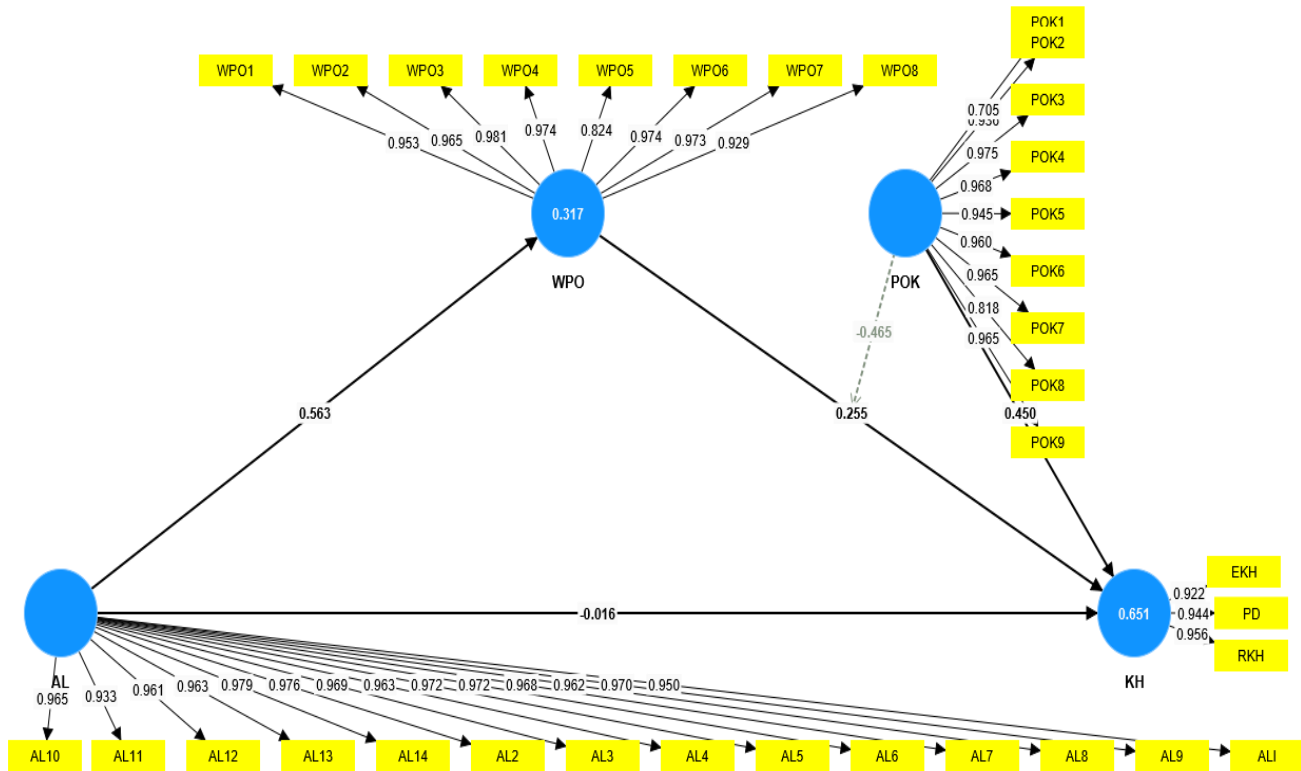 POK1
POK2
WPO1 WPO2 WPO3 WPO4 WPO5 WPO6 WPO7 WPO8
POK3
0.705
0.953 0.965 0.981 0.974 0.824 0.974 0.973 0.929
0.975
POK4
0.968
0.317
0.945
POK5
0.960
POK6
WPO
POK
0.965
0.818
POK7
-0.465
0.965
POK8
0.563
0.255
0.450
POK9
EKH
0.922
-0.016
0.651
0.944
PD
0.956
RKH
AL
KH
0.965 0.933 0.961 0.963 0.979 0.976 0.969 0.963 0.972 0.972 0.968 0.962 0.970 0.950
AL10 AL11 AL12 AL13 AL14 AL2 AL3 AL4 AL5 AL6 AL7 AL8 AL9 ALI